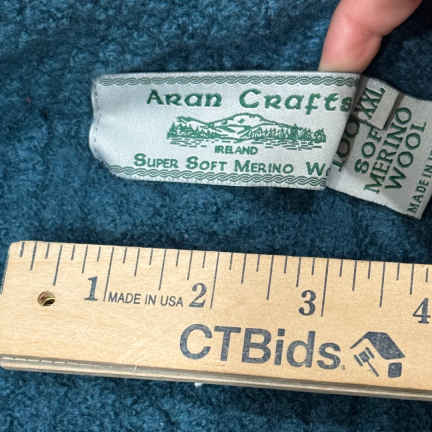 Aran Crafts
IRELAND
Super Soft Merino
XXL
SOFT
MERINO
WOOL
MADE IN
1 MADE IN USA 2 3 4
CTBids.